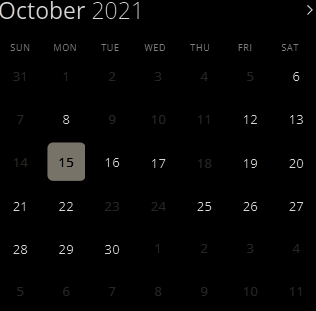 October 2021
SUN MON TUE WED THU FRI SAT
31 1 2 3 4 5 6
7 8 9 10 11 12 13
14 15 16 17 18 19 20
21 22 23 24 25 26 27
28 29 30 1 2 3 4
5 6 7 8 9 10 11